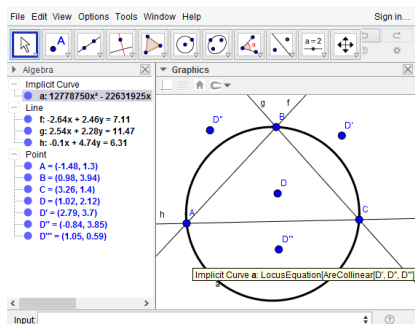 File Edit View Options Tools Window Help Sign in...
A
a=2
Algebra
Graphics
Implicit Curve
a: 12778750x² - 22631925x
Line
f: -2.64x + 2.46y = 7.11
g: 2.54x + 2.28y = 11.47
h: -0.1x + 4.74y = 6.31
Point
A = (-1.48, 1.3)
B = (0.98, 3.94)
C = (3.26, 1.4)
D = (1.02, 2.12)
D' = (2.79, 3.7)
D'' = (-0.84, 3.85)
D''' = (1.05, 0.59)
g f
D'' B D'
D
h A C
D'''
Implicit Curve a: LocusEquation[AreCollinear[D', D'', D'''],
a
Input: